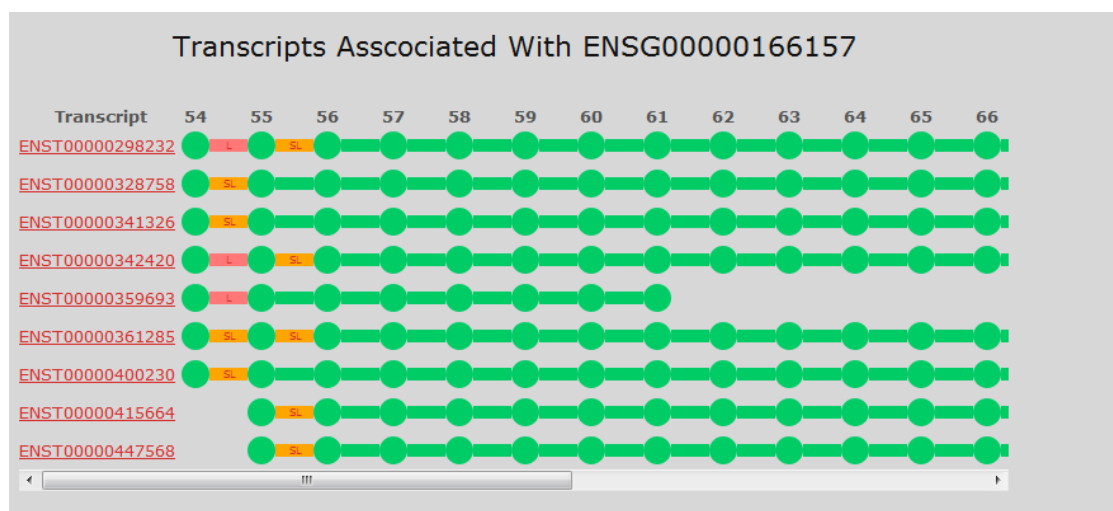 Transcripts Asscociated With ENSG00000166157
Transcript 54 55 56 57 58 59 60 61 62 63 64 65 66
ENST00000298232 L SL
ENST00000328758 SL
ENST00000341326 SL
ENST00000342420 L SL
ENST00000359693 L
ENST00000361285 SL SL
ENST00000400230 SL
ENST00000415664 SL
ENST00000447568 SL